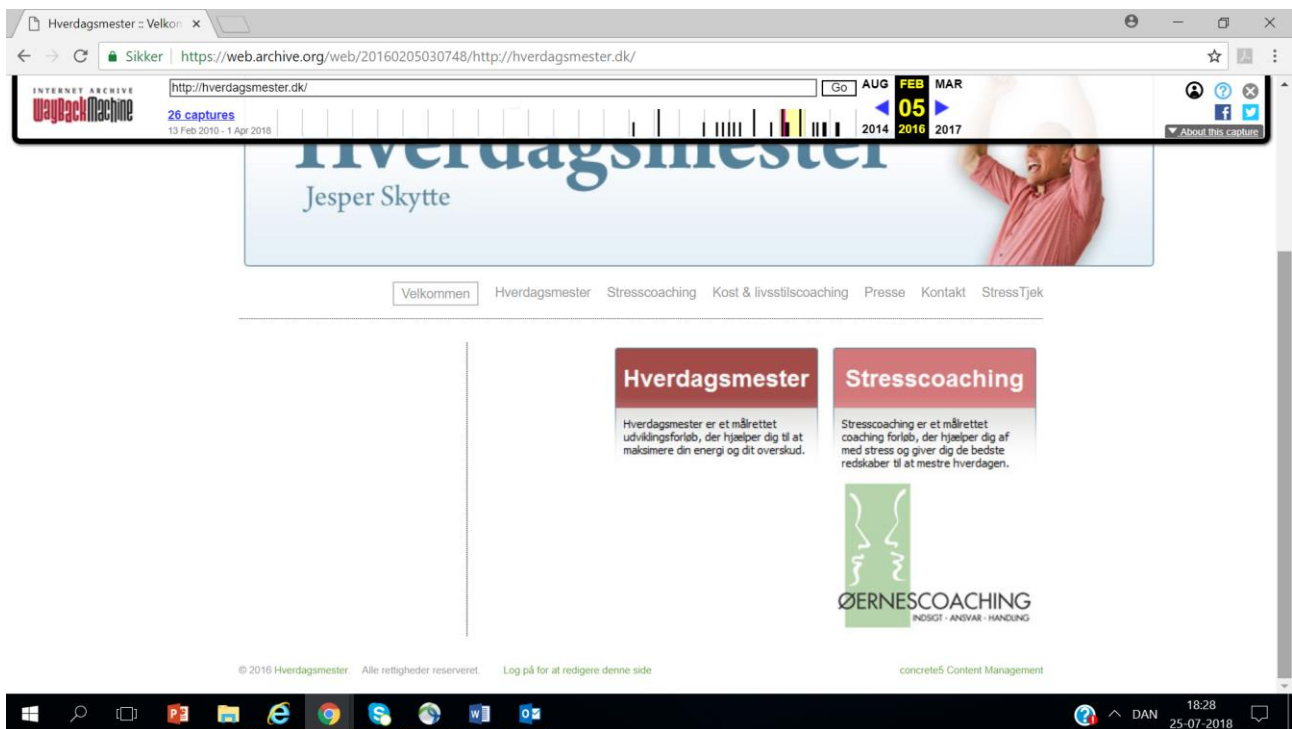 Hverdagsmester :: Velkon
Sikker https://web.archive.org/web/20160205030748/http://hverdagsmester.dk/
INTERNET ARCHIVE
WayBackMachine
http://hverdagsmester.dk/ Go
26 captures
13 Feb 2010 - 1 Apr 2018
AUG FEB MAR
05
2014 2016 2017
About this capture
Hverdagsmester
Jesper Skytte
Velkommen Hverdagsmester Stresscoaching Kost & livsstilscoaching Presse Kontakt StressTjek
Hverdagsmester
Hverdagsmester er et målrettet
udviklingsforløb, der hjælper dig til at
maksimere din energi og dit overskud.
Stresscoaching
Stresscoaching er et målrettet
coaching forløb, der hjælper dig af
med stress og giver dig de bedste
redskaber til at mestre hverdagen.
ØERNESCOACHING
INDSIGT - ANSVAR - HANDLING
© 2016 Hverdagsmester. Alle rettigheder reserveret. Log på for at redigere denne side concrete5 Content Management
DAN
18:28
25-07-2018